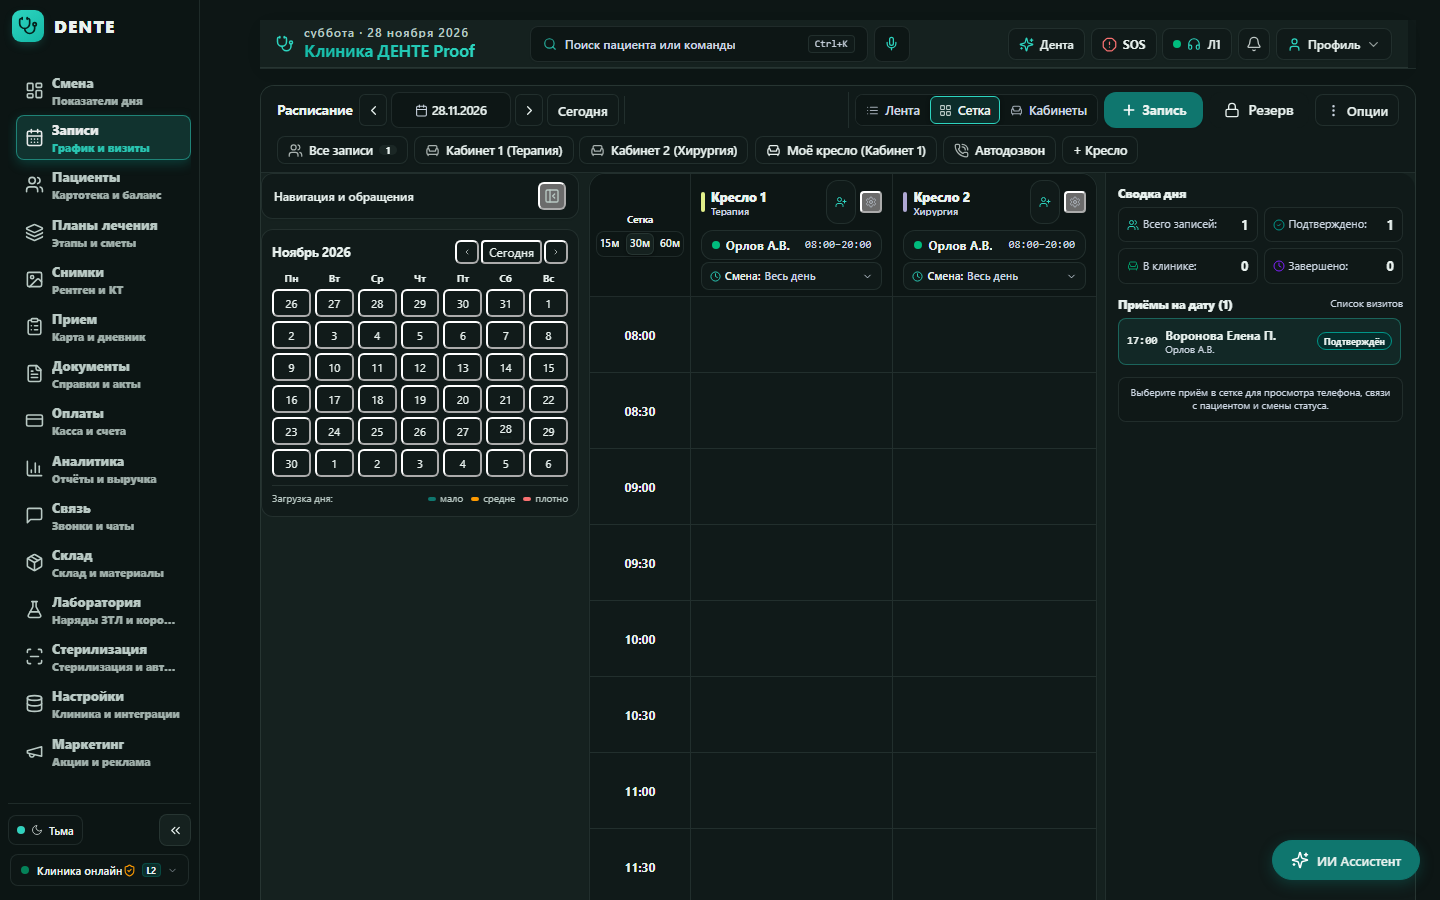 DENTE
Смена
Показатели дня
Записи
График и визиты
Пациенты
Картотека и баланс
Планы лечения
Этапы и сметы
Снимки
Рентген и КТ
Прием
Карта и дневник
Документы
Справки и акты
Оплаты
Касса и счета
Аналитика
Отчёты и выручка
Связь
Звонки и чаты
Склад
Склад и материалы
Лаборатория
Наряды ЗТЛ и коро...
Стерилизация
Стерилизация и авт...
Настройки
Клиника и интеграции
Маркетинг
Акции и реклама
Тьма
Клиника онлайн L2
суббота · 28 ноября 2026
Клиника ДЕНТЕ Proof
Поиск пациента или команды Ctrl+K
Дента SOS Л1 Профиль
Расписание 28.11.2026 Сегодня Лента Сетка Кабинеты + Запись Резерв Опции
Все записи 1 Кабинет 1 (Терапия) Кабинет 2 (Хирургия) Моё кресло (Кабинет 1) Автодозвон + Кресло
Навигация и обращения
Ноябрь 2026 ‹ Сегодня ›
Пн Вт Ср Чт Пт Сб Вс
26 27 28 29 30 31 1
2 3 4 5 6 7 8
9 10 11 12 13 14 15
16 17 18 19 20 21 22
23 24 25 26 27 28 29
30 1 2 3 4 5 6
Загрузка дня: мало средне плотно
Сетка
15м 30м 60м
Кресло 1
Терапия
Орлов А.В. 08:00–20:00
Смена: Весь день
Кресло 2
Хирургия
Орлов А.В. 08:00–20:00
Смена: Весь день
08:00
08:30
09:00
09:30
10:00
10:30
11:00
11:30
Сводка дня
Всего записей: 1
Подтверждено: 1
В клинике: 0
Завершено: 0
Приёмы на дату (1) Список визитов
17:00 Воронова Елена П. Подтверждён
Орлов А.В.
Выберите приём в сетке для просмотра телефона, связи
с пациентом и смены статуса.
ИИ Ассистент